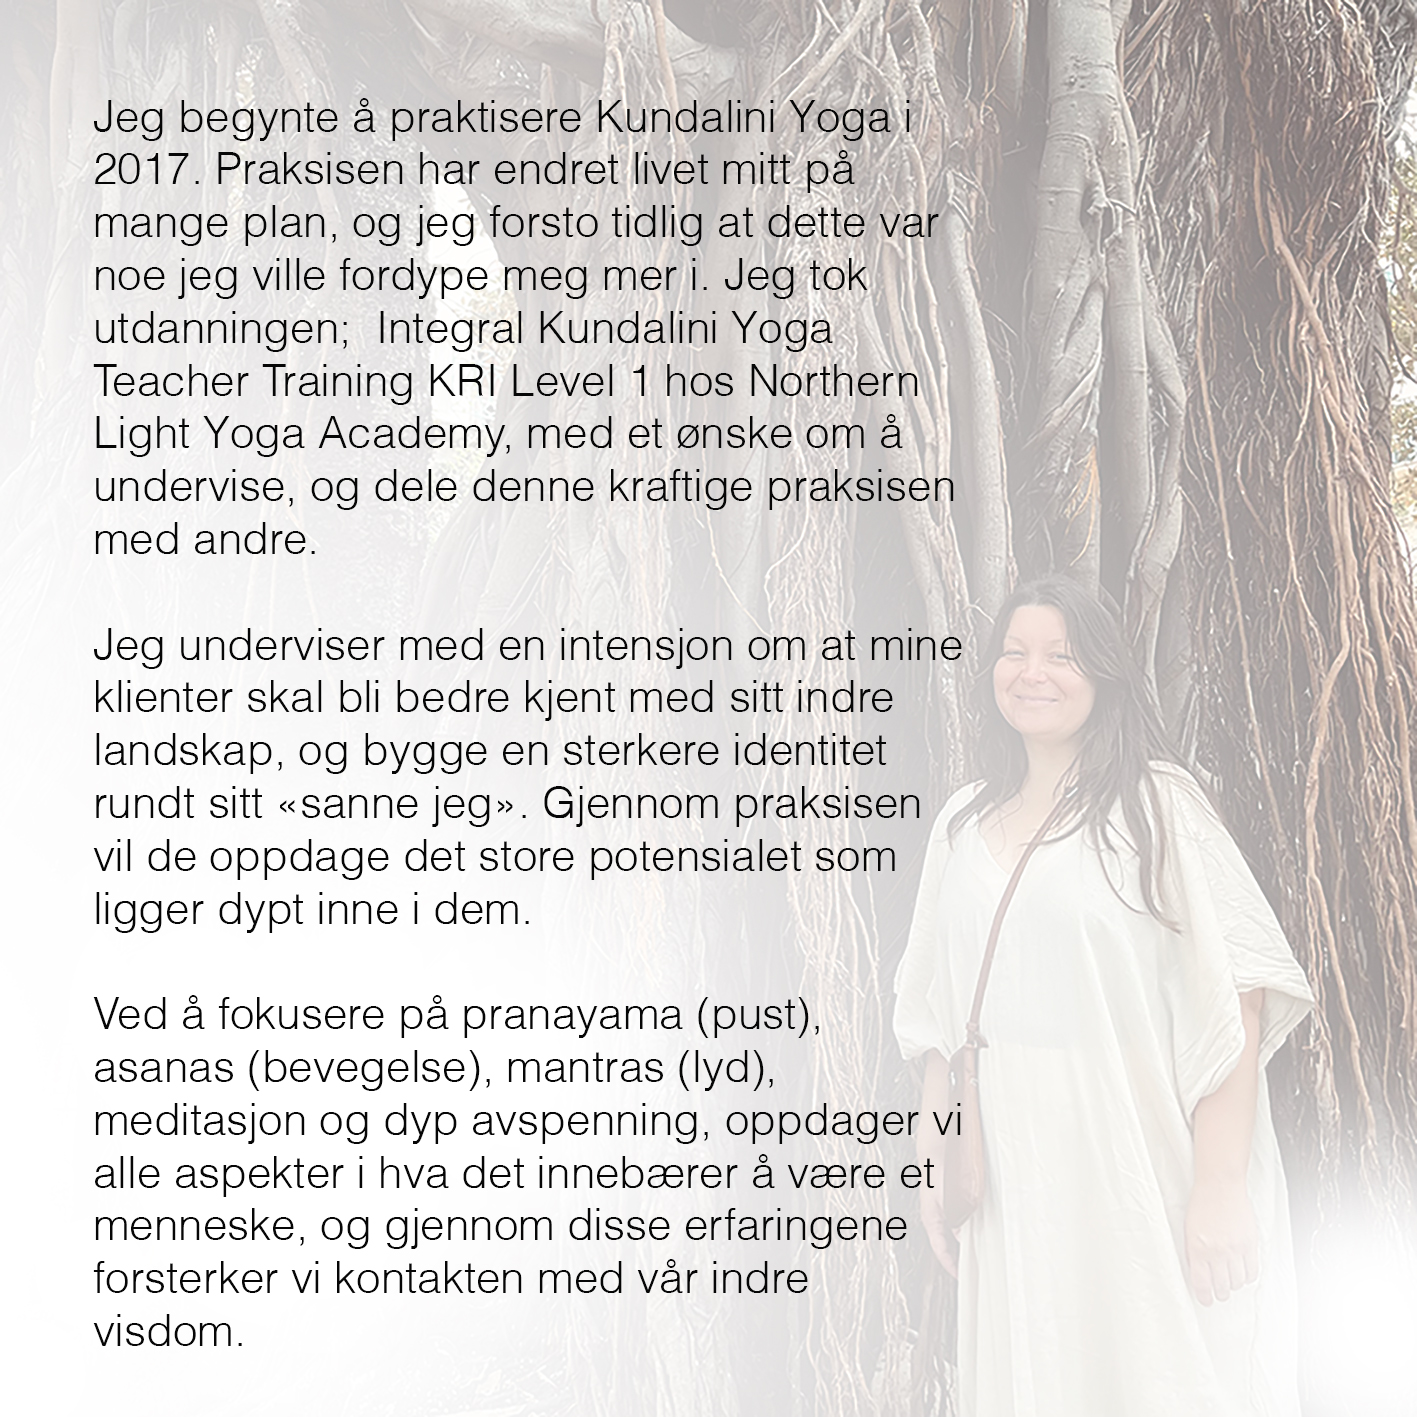 Jeg begynte å praktisere Kundalini Yoga i
2017. Praksisen har endret livet mitt på
mange plan, og jeg forsto tidlig at dette var
noe jeg ville fordype meg mer i. Jeg tok
utdanningen;  Integral Kundalini Yoga
Teacher Training KRI Level 1 hos Northern
Light Yoga Academy, med et ønske om å
undervise, og dele denne kraftige praksisen
med andre.
Jeg underviser med en intensjon om at mine
klienter skal bli bedre kjent med sitt indre
landskap, og bygge en sterkere identitet
rundt sitt «sanne jeg». Gjennom praksisen
vil de oppdage det store potensialet som
ligger dypt inne i dem.
Ved å fokusere på pranayama (pust),
asanas (bevegelse), mantras (lyd),
meditasjon og dyp avspenning, oppdager vi
alle aspekter i hva det innebærer å være et
menneske, og gjennom disse erfaringene
forsterker vi kontakten med vår indre
visdom.